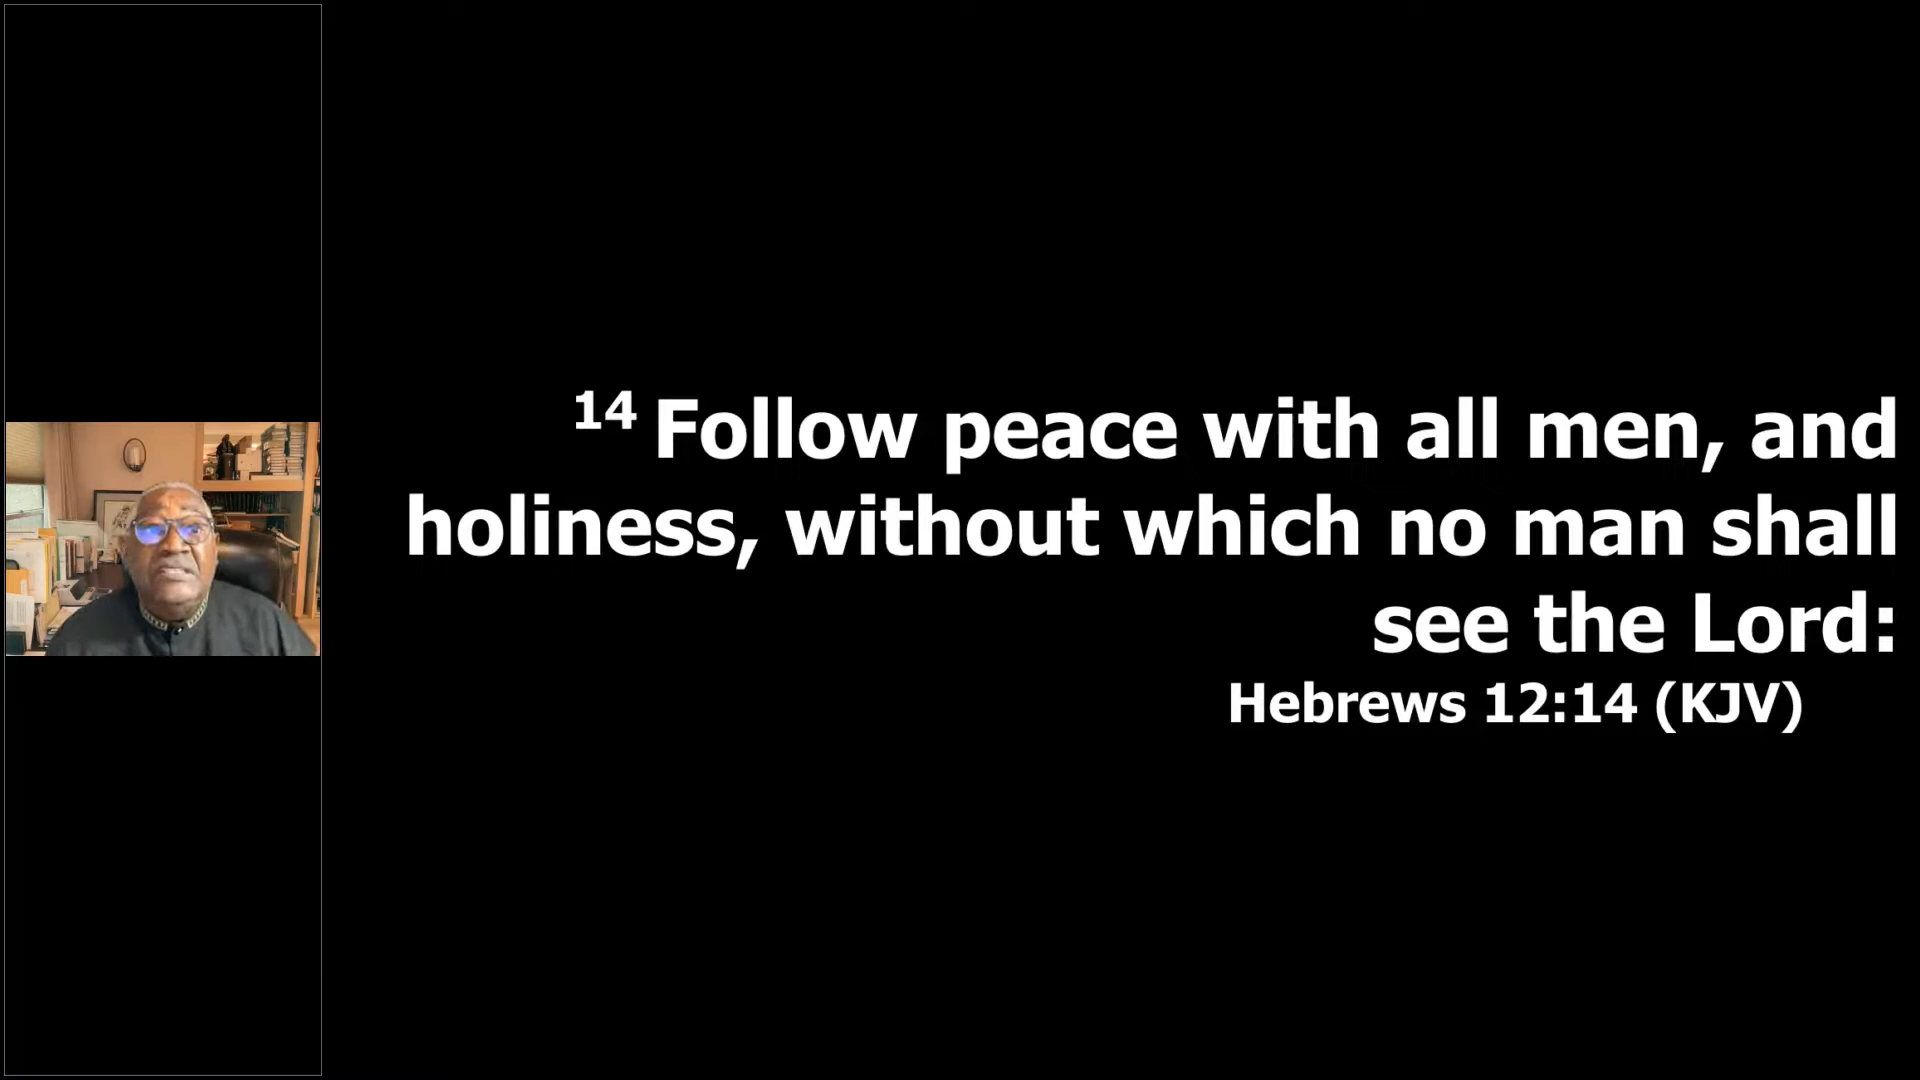 14 Follow peace with all men, and
holiness, without which no man shall
see the Lord:
Hebrews 12:14 (KJV)